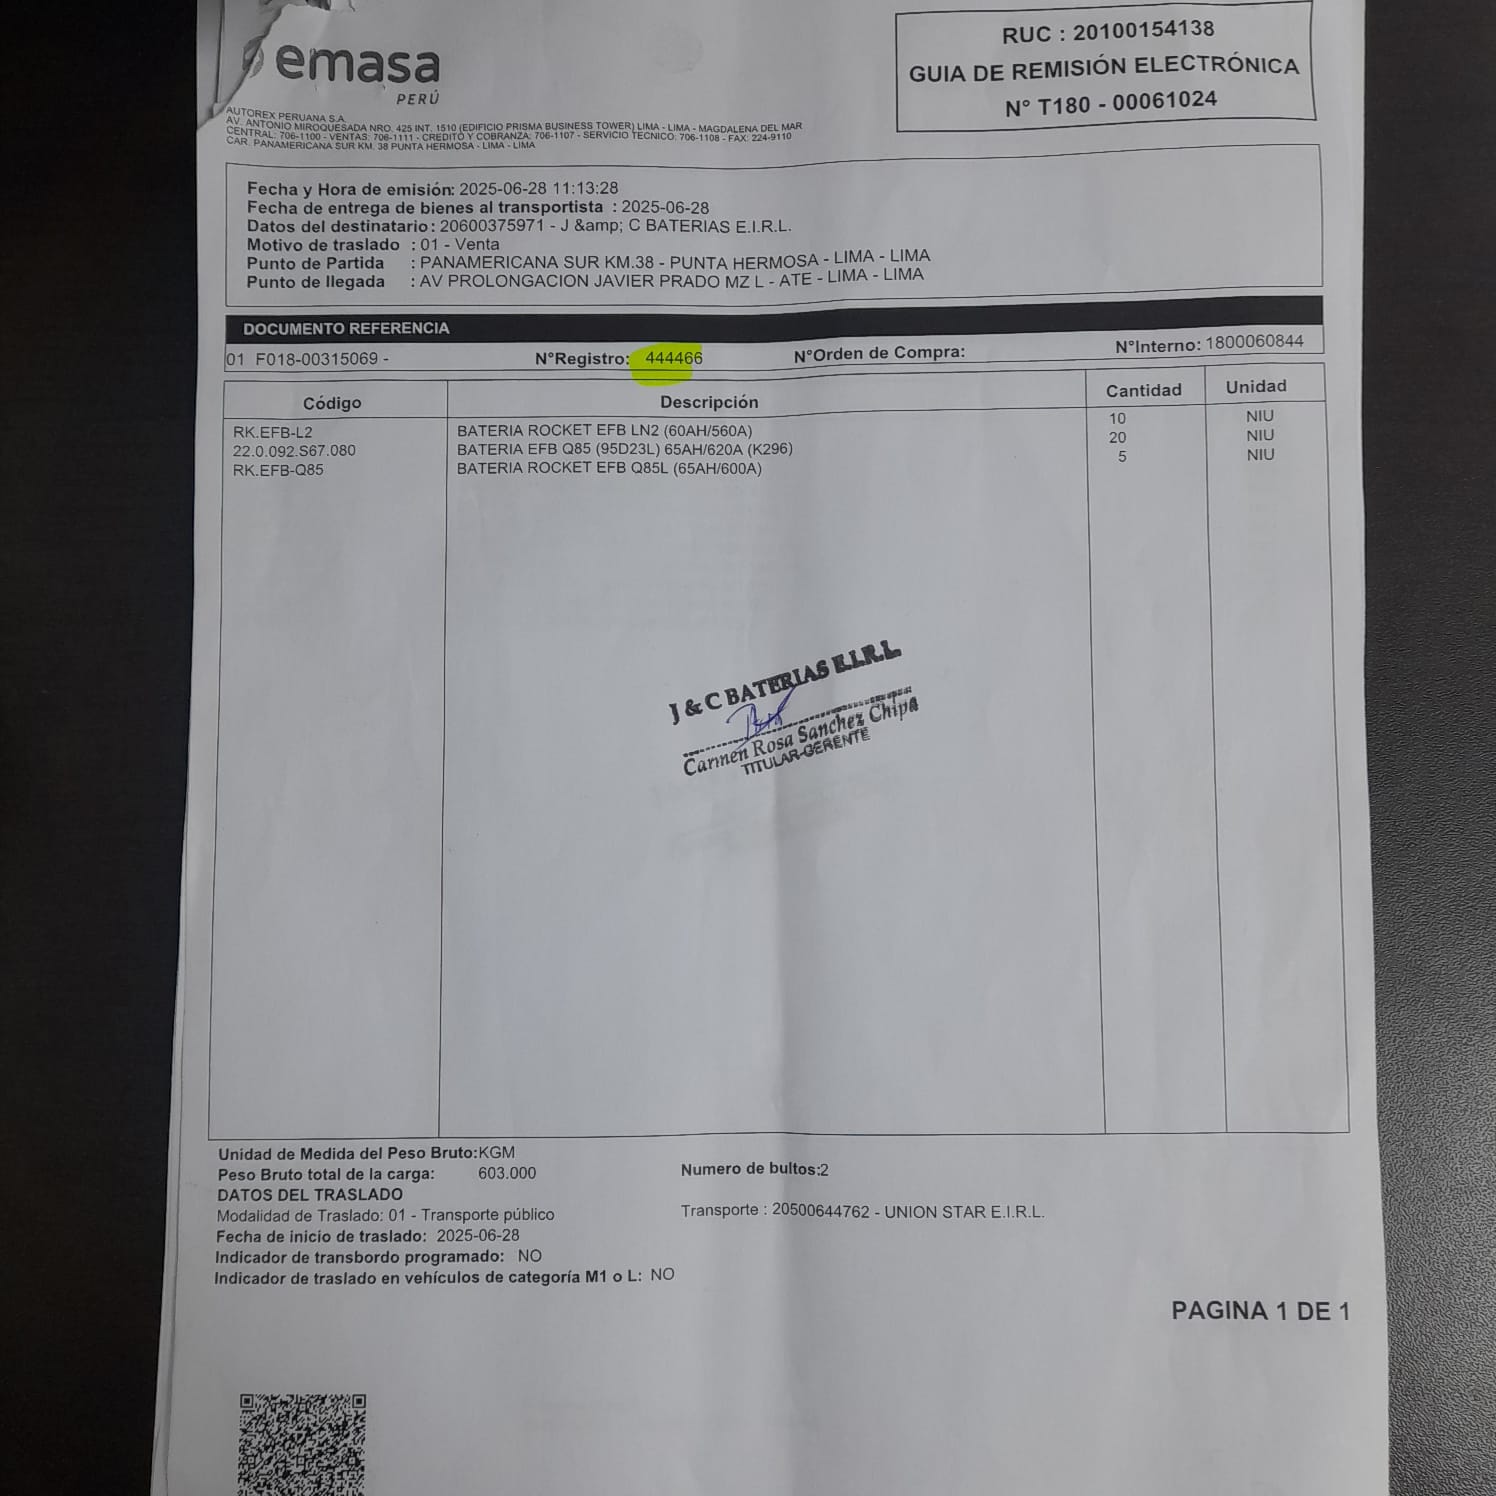 emasa
PERÚ
AUTOREX PERUANA S.A.
AV. ANTONIO MIROQUESADA NRO. 425 INT. 1510 (EDIFICIO PRISMA BUSINESS TOWER) LIMA - LIMA - MAGDALENA DEL MAR
CENTRAL: 706-1100 - VENTAS: 706-1111 - CREDITO Y COBRANZA: 706-1107 - SERVICIO TECNICO: 706-1108 - FAX: 224-9110
CAR. PANAMERICANA SUR KM. 38 PUNTA HERMOSA - LIMA - LIMA
RUC : 20100154138
GUIA DE REMISIÓN ELECTRÓNICA
N° T180 - 00061024
Fecha y Hora de emisión: 2025-06-28 11:13:28
Fecha de entrega de bienes al transportista : 2025-06-28
Datos del destinatario : 20600375971 - J &amp; C BATERIAS E.I.R.L.
Motivo de traslado : 01 - Venta
Punto de Partida : PANAMERICANA SUR KM.38 - PUNTA HERMOSA - LIMA - LIMA
Punto de llegada : AV PROLONGACION JAVIER PRADO MZ L - ATE - LIMA - LIMA
DOCUMENTO REFERENCIA
01 F018-00315069 - N°Registro: 444466 N°Orden de Compra: N°Interno: 1800060844
Código Descripción Cantidad Unidad
RK.EFB-L2 BATERIA ROCKET EFB LN2 (60AH/560A) 10 NIU
22.0.092.S67.080 BATERIA EFB Q85 (95D23L) 65AH/620A (K296) 20 NIU
RK.EFB-Q85 BATERIA ROCKET EFB Q85L (65AH/600A) 5 NIU
J & C BATERIAS E.I.R.L.
Carmen Rosa Sanchez Chipa
TITULAR-GERENTE
Unidad de Medida del Peso Bruto:KGM
Peso Bruto total de la carga: 603.000 Numero de bultos:2
DATOS DEL TRASLADO
Modalidad de Traslado: 01 - Transporte público Transporte : 20500644762 - UNION STAR E.I.R.L.
Fecha de inicio de traslado: 2025-06-28
Indicador de transbordo programado: NO
Indicador de traslado en vehículos de categoría M1 o L: NO
PAGINA 1 DE 1